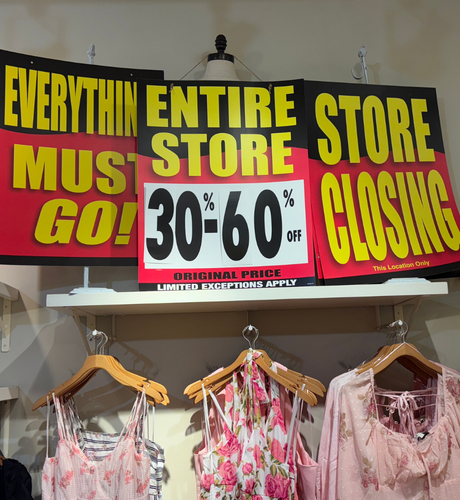 EVERYTHIN
MUST
GO!
ENTIRE
STORE
30%-60% OFF
ORIGINAL PRICE
LIMITED EXCEPTIONS APPLY
STORE
CLOSING
This Location Only